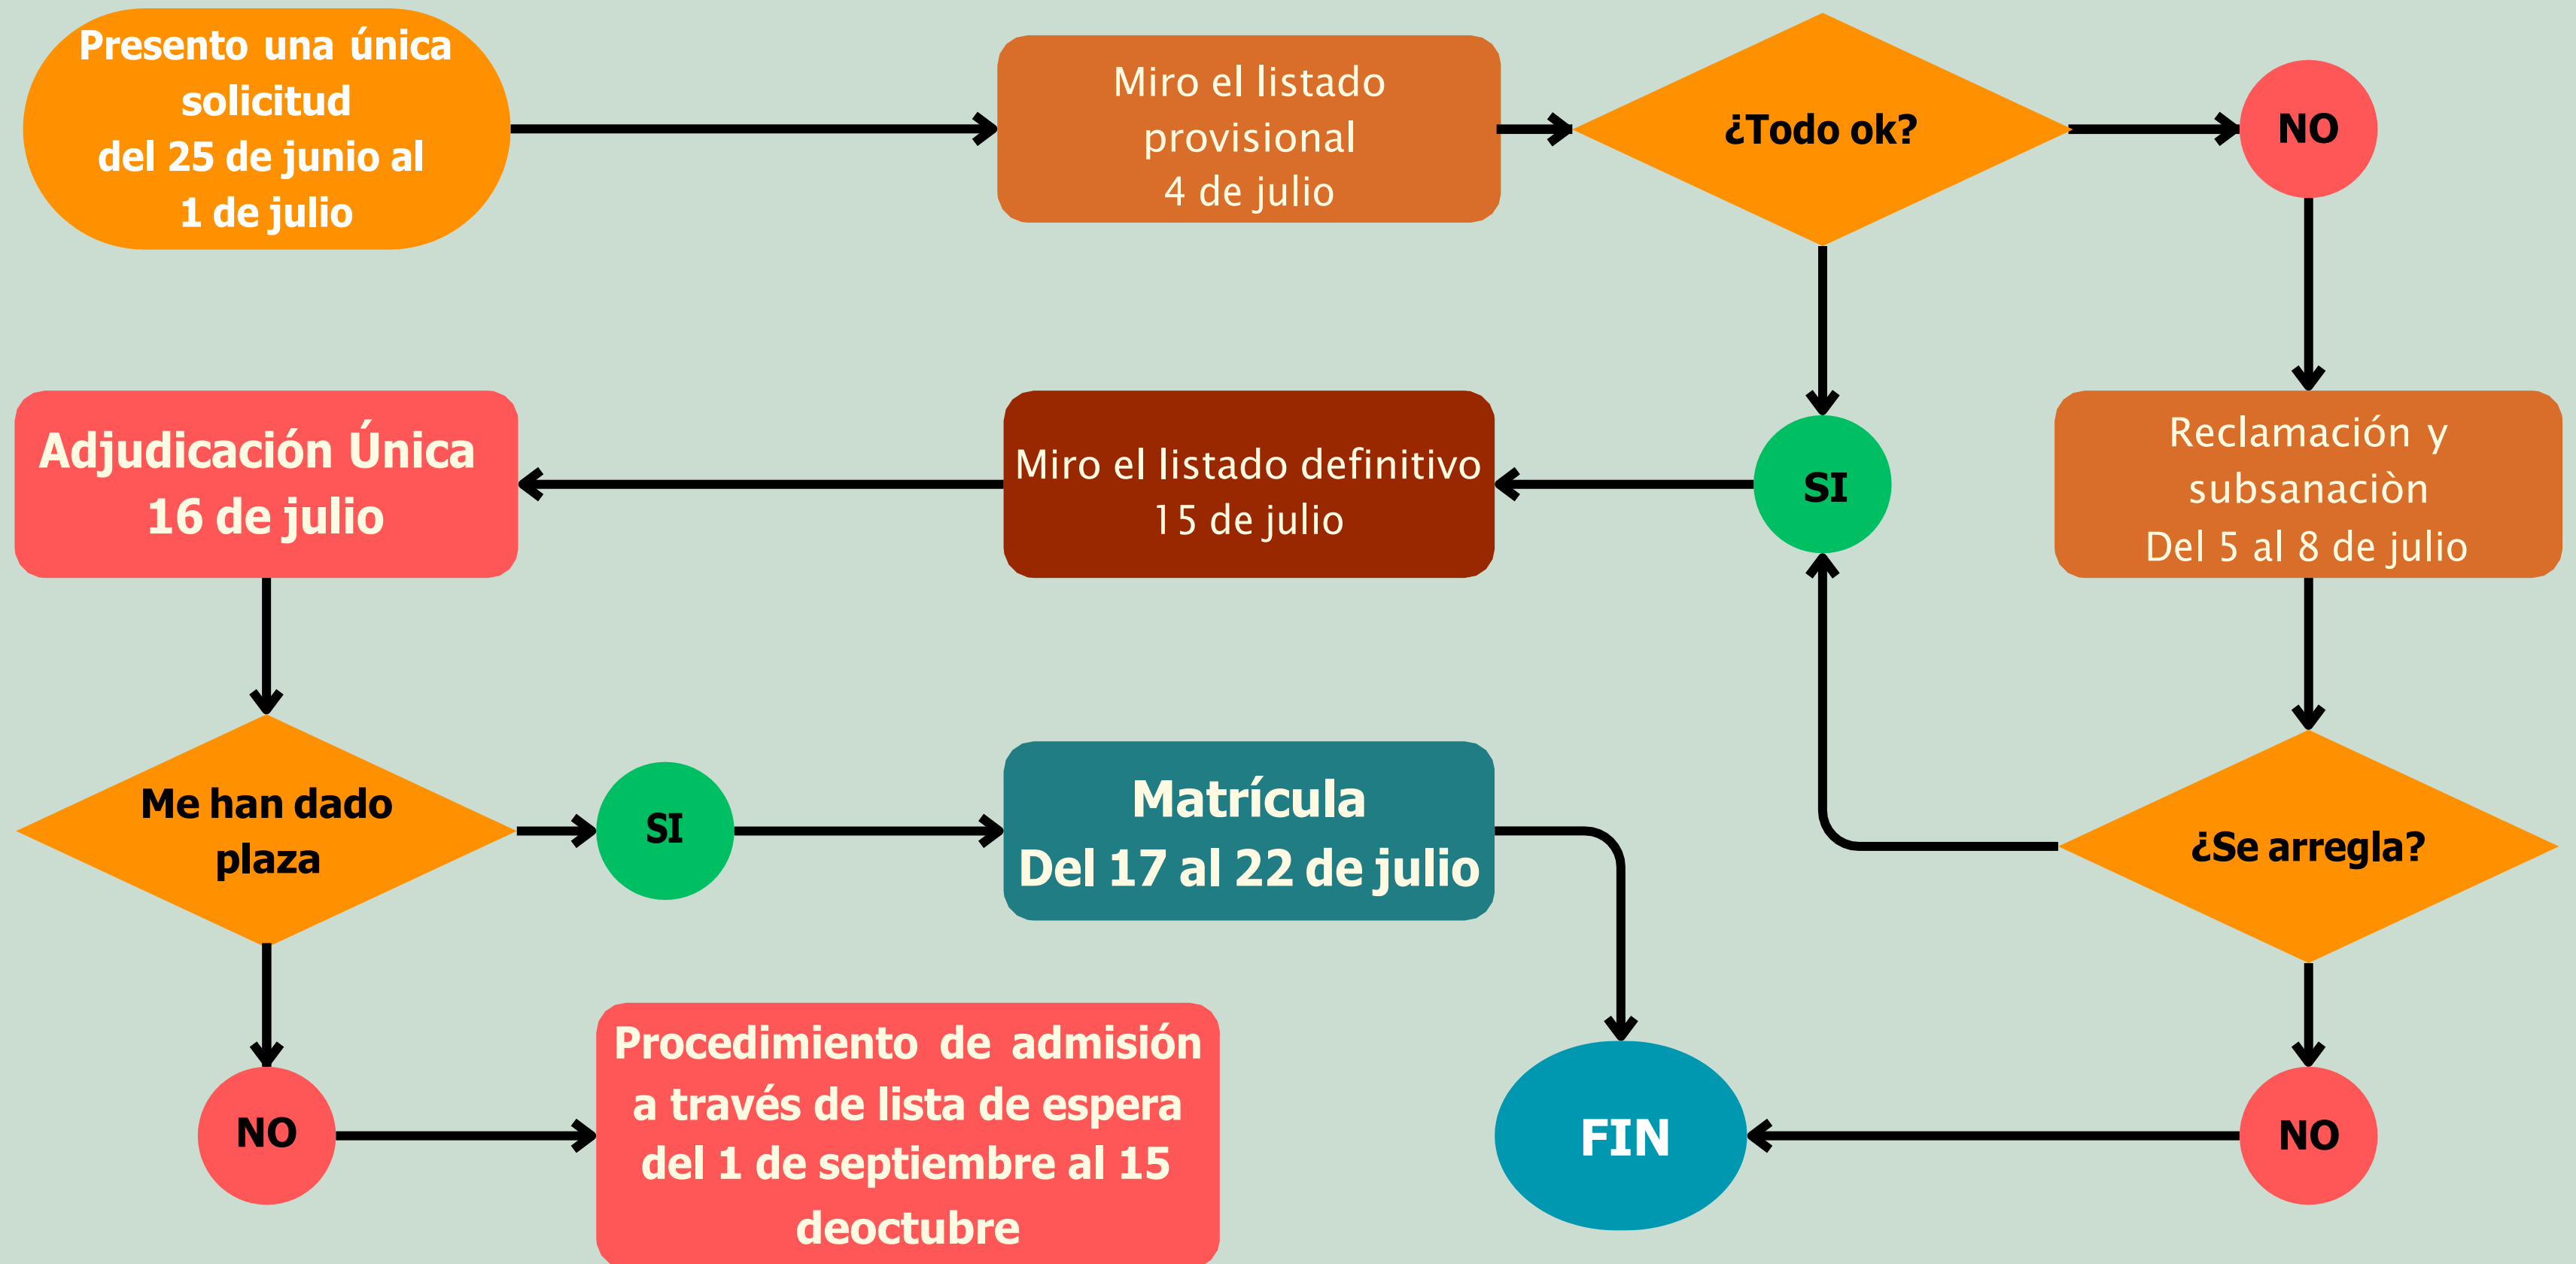 Presento una única
solicitud
del 25 de junio al
1 de julio
Miro el listado
provisional
4 de julio
¿Todo ok?
NO
Adjudicación Única
16 de julio
Miro el listado definitivo
15 de julio
SI
Reclamación y
subsanaciòn
Del 5 al 8 de julio
Me han dado
plaza
SI
Matrícula
Del 17 al 22 de julio
¿Se arregla?
NO
Procedimiento de admisión
a través de lista de espera
del 1 de septiembre al 15
deoctubre
FIN
NO